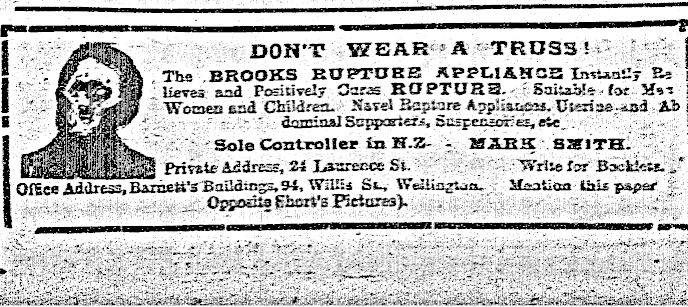 DON'T WEAR A TRUSS!
The BROOKS RUPTURE APPLIANCE Instantly Re
lieves and Positively Cures RUPTURE. Suitable for Men
Women and Children. Navel Rupture Appliances, Uterine and Ab
dominal Supporters, Suspensories, etc
Sole Controller in N.Z. - MARK SMITH.
Private Address, 24 Laurence St. Write for Booklets.
Office Address, Barnett's Buildings, 94, Willis St., Wellington. Mention this paper
Opposite Short's Pictures).